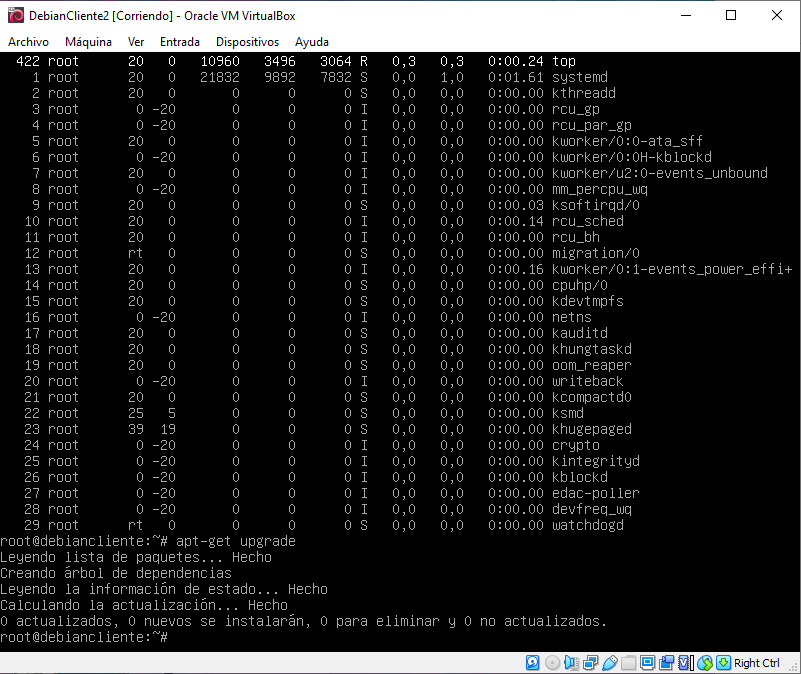 DebianCliente2 [Corriendo] - Oracle VM VirtualBox
Archivo Máquina Ver Entrada Dispositivos Ayuda
422 root 20 0 10960 3496 3064 R 0,3 0,3 0:00.24 top
1 root 20 0 21832 9892 7832 S 0,0 1,0 0:01.61 systemd
2 root 20 0 0 0 0 S 0,0 0,0 0:00.00 kthreadd
3 root 0 -20 0 0 0 I 0,0 0,0 0:00.00 rcu_gp
4 root 0 -20 0 0 0 I 0,0 0,0 0:00.00 rcu_par_gp
5 root 20 0 0 0 0 I 0,0 0,0 0:00.00 kworker/0:0-ata_sff
6 root 0 -20 0 0 0 I 0,0 0,0 0:00.00 kworker/0:0H-kblockd
7 root 20 0 0 0 0 I 0,0 0,0 0:00.00 kworker/u2:0-events_unbound
8 root 0 -20 0 0 0 I 0,0 0,0 0:00.00 mm_percpu_wq
9 root 20 0 0 0 0 S 0,0 0,0 0:00.03 ksoftirqd/0
10 root 20 0 0 0 0 I 0,0 0,0 0:00.14 rcu_sched
11 root 20 0 0 0 0 I 0,0 0,0 0:00.00 rcu_bh
12 root rt 0 0 0 0 S 0,0 0,0 0:00.00 migration/0
13 root 20 0 0 0 0 I 0,0 0,0 0:00.16 kworker/0:1-events_power_effi+
14 root 20 0 0 0 0 S 0,0 0,0 0:00.00 cpuhp/0
15 root 20 0 0 0 0 S 0,0 0,0 0:00.00 kdevtmpfs
16 root 0 -20 0 0 0 I 0,0 0,0 0:00.00 netns
17 root 20 0 0 0 0 S 0,0 0,0 0:00.00 kauditd
18 root 20 0 0 0 0 S 0,0 0,0 0:00.00 khungtaskd
19 root 20 0 0 0 0 S 0,0 0,0 0:00.00 oom_reaper
20 root 0 -20 0 0 0 I 0,0 0,0 0:00.00 writeback
21 root 20 0 0 0 0 S 0,0 0,0 0:00.00 kcompactd0
22 root 25 5 0 0 0 S 0,0 0,0 0:00.00 ksmd
23 root 39 19 0 0 0 S 0,0 0,0 0:00.00 khugepaged
24 root 0 -20 0 0 0 I 0,0 0,0 0:00.00 crypto
25 root 0 -20 0 0 0 I 0,0 0,0 0:00.00 kintegrityd
26 root 0 -20 0 0 0 I 0,0 0,0 0:00.00 kblockd
27 root 0 -20 0 0 0 I 0,0 0,0 0:00.00 edac-poller
28 root 0 -20 0 0 0 I 0,0 0,0 0:00.00 devfreq_wq
29 root rt 0 0 0 0 S 0,0 0,0 0:00.00 watchdogd
root@debiancliente:~# apt-get upgrade
Leyendo lista de paquetes... Hecho
Creando árbol de dependencias
Leyendo la información de estado... Hecho
Calculando la actualización... Hecho
0 actualizados, 0 nuevos se instalarán, 0 para eliminar y 0 no actualizados.
root@debiancliente:~#
Right Ctrl